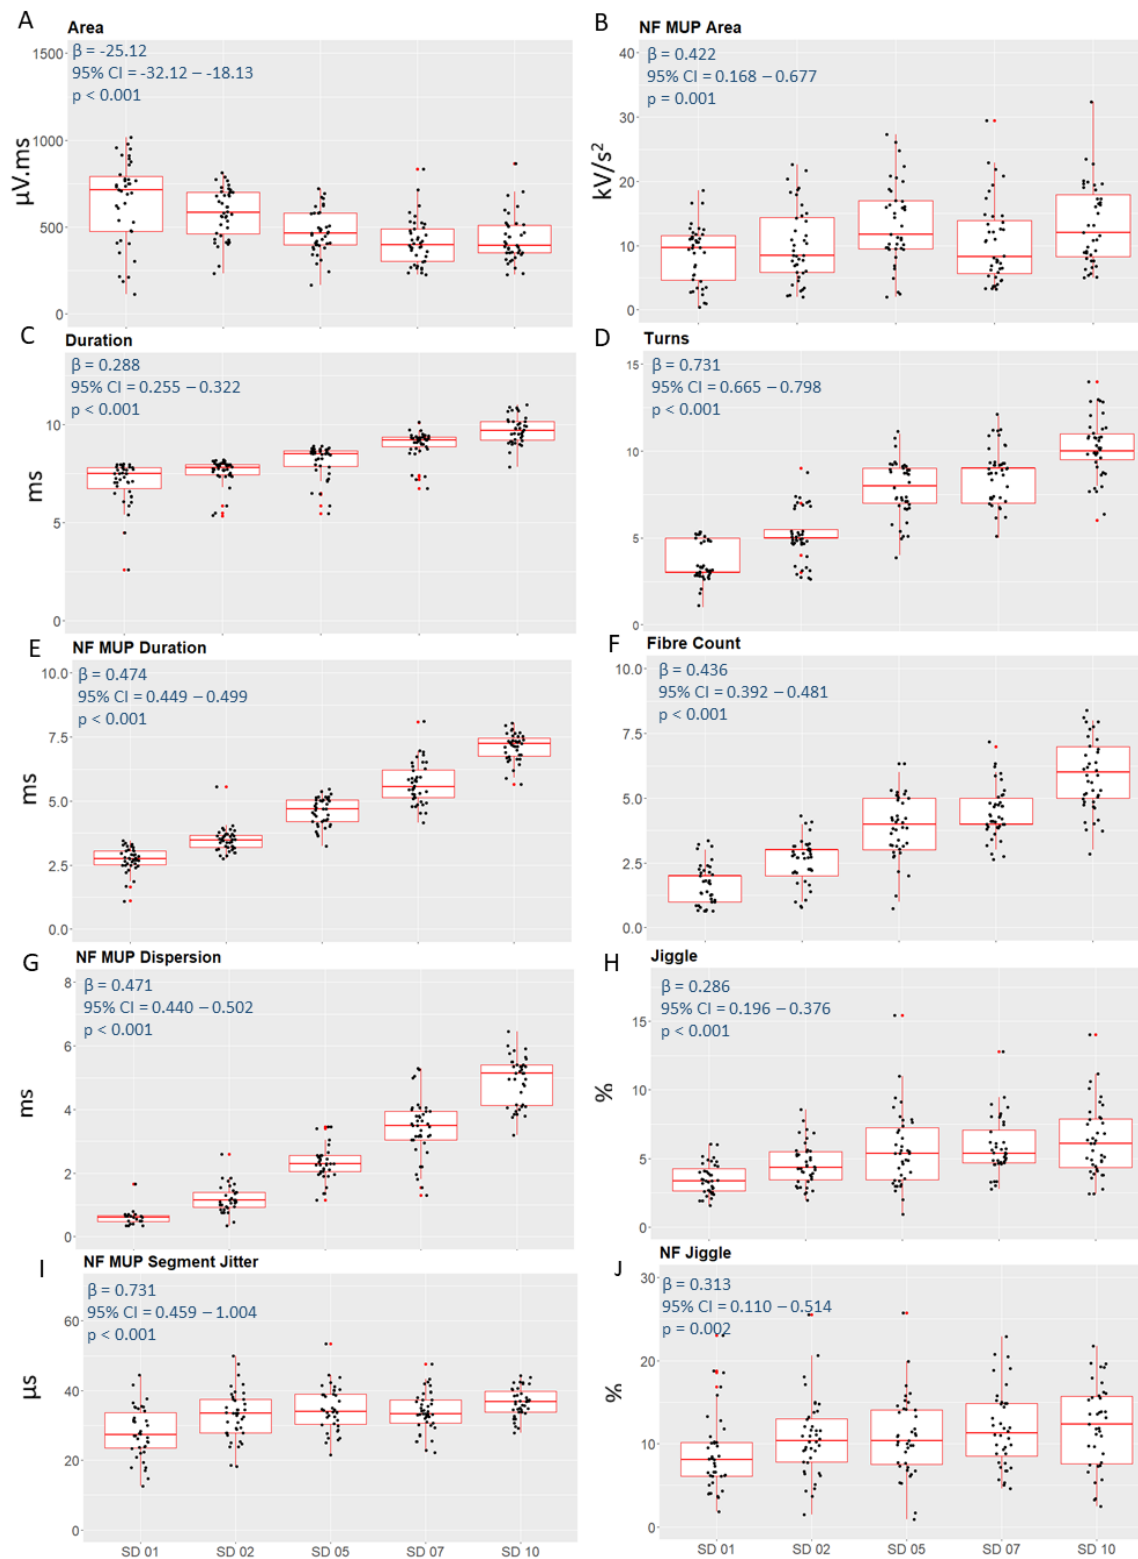 A
Area
β = -25.12
95% CI = -32.12 – -18.13
p < 0.001
1500
1000
500
0
μV.ms
B
NF MUP Area
β = 0.422
95% CI = 0.168 – 0.677
p = 0.001
40
30
20
10
0
kV/s²
C
Duration
β = 0.288
95% CI = 0.255 – 0.322
p < 0.001
10
5
0
ms
D
Turns
β = 0.731
95% CI = 0.665 – 0.798
p < 0.001
15
10
5
0
E
NF MUP Duration
β = 0.474
95% CI = 0.449 – 0.499
p < 0.001
10.0
7.5
5.0
2.5
0.0
ms
F
Fibre Count
β = 0.436
95% CI = 0.392 – 0.481
p < 0.001
10.0
7.5
5.0
2.5
0.0
G
NF MUP Dispersion
β = 0.471
95% CI = 0.440 – 0.502
p < 0.001
8
6
4
2
0
ms
H
Jiggle
β = 0.286
95% CI = 0.196 – 0.376
p < 0.001
15
10
5
0
%
I
NF MUP Segment Jitter
β = 0.731
95% CI = 0.459 – 1.004
p < 0.001
60
40
20
0
μs
SD 01 SD 02 SD 05 SD 07 SD 10
J
NF Jiggle
β = 0.313
95% CI = 0.110 – 0.514
p = 0.002
30
20
10
0
%
SD 01 SD 02 SD 05 SD 07 SD 10